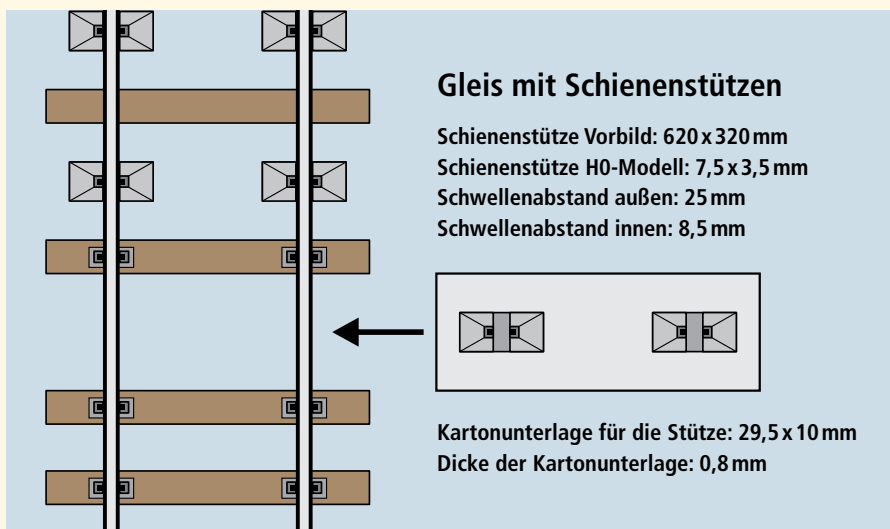 Gleis mit Schienenstützen
Schienenstütze Vorbild: 620 x 320 mm
Schienenstütze H0-Modell: 7,5 x 3,5 mm
Schwellenabstand außen: 25 mm
Schwellenabstand innen: 8,5 mm
Kartonunterlage für die Stütze: 29,5 x 10 mm
Dicke der Kartonunterlage: 0,8 mm